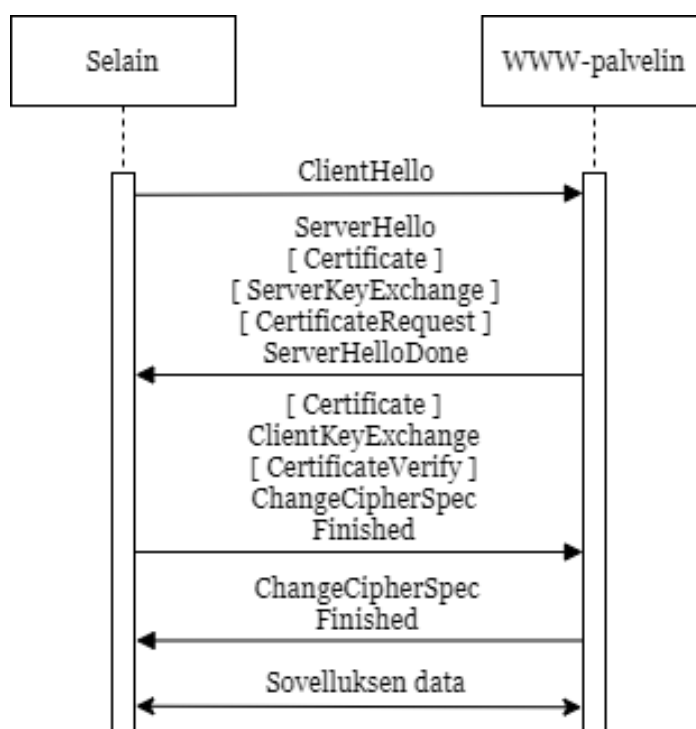 Selain
WWW-palvelin
ClientHello
ServerHello
[ Certificate ]
[ ServerKeyExchange ]
[ CertificateRequest ]
ServerHelloDone
[ Certificate ]
ClientKeyExchange
[ CertificateVerify ]
ChangeCipherSpec
Finished
ChangeCipherSpec
Finished
Sovelluksen data